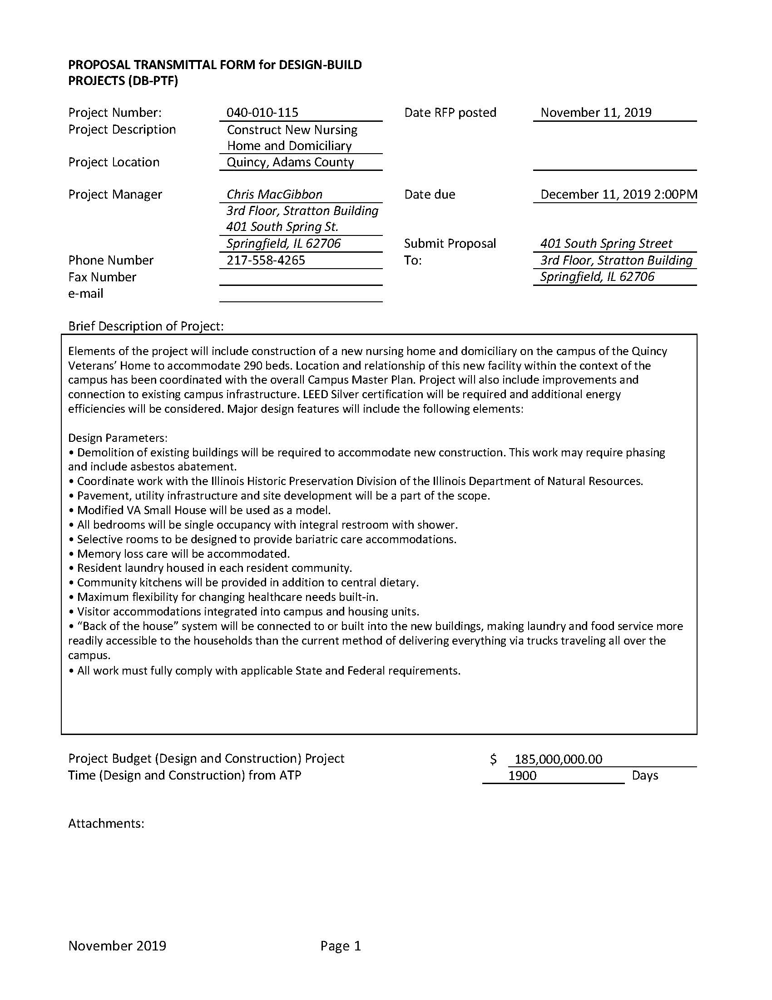 PROPOSAL TRANSMITTAL FORM for DESIGN-BUILD
PROJECTS (DB-PTF)
Project Number: 040-010-115 Date RFP posted November 11, 2019
Project Description Construct New Nursing
Home and Domiciliary
Project Location Quincy, Adams County
Project Manager Chris MacGibbon Date due December 11, 2019 2:00PM
3rd Floor, Stratton Building
401 South Spring St.
Springfield, IL 62706 Submit Proposal 401 South Spring Street
Phone Number 217-558-4265 To: 3rd Floor, Stratton Building
Fax Number Springfield, IL 62706
e-mail
Brief Description of Project:
Elements of the project will include construction of a new nursing home and domiciliary on the campus of the Quincy
Veterans’ Home to accommodate 290 beds. Location and relationship of this new facility within the context of the
campus has been coordinated with the overall Campus Master Plan. Project will also include improvements and
connection to existing campus infrastructure. LEED Silver certification will be required and additional energy
efficiencies will be considered. Major design features will include the following elements:
Design Parameters:
• Demolition of existing buildings will be required to accommodate new construction. This work may require phasing
and include asbestos abatement.
• Coordinate work with the Illinois Historic Preservation Division of the Illinois Department of Natural Resources.
• Pavement, utility infrastructure and site development will be a part of the scope.
• Modified VA Small House will be used as a model.
• All bedrooms will be single occupancy with integral restroom with shower.
• Selective rooms to be designed to provide bariatric care accommodations.
• Memory loss care will be accommodated.
• Resident laundry housed in each resident community.
• Community kitchens will be provided in addition to central dietary.
• Maximum flexibility for changing healthcare needs built-in.
• Visitor accommodations integrated into campus and housing units.
• “Back of the house” system will be connected to or built into the new buildings, making laundry and food service more
readily accessible to the households than the current method of delivering everything via trucks traveling all over the
campus.
• All work must fully comply with applicable State and Federal requirements.
Project Budget (Design and Construction) Project $ 185,000,000.00
Time (Design and Construction) from ATP 1900 Days
Attachments:
November 2019 Page 1